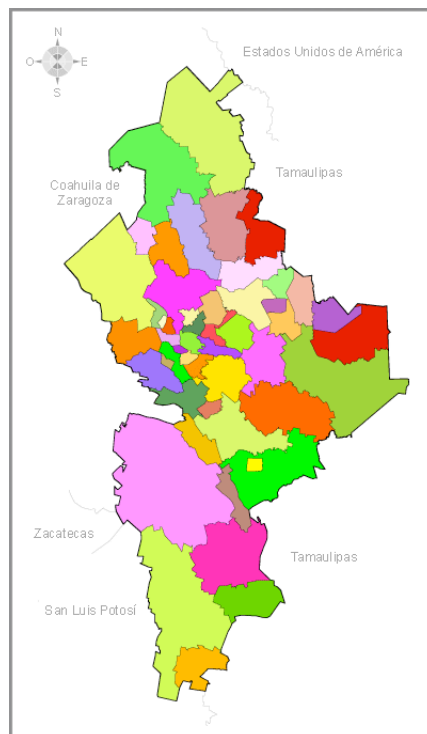 N
Estados Unidos de América
O E
S
Tamaulipas
Coahuila de
Zaragoza
Zacatecas
Tamaulipas
San Luis Potosí